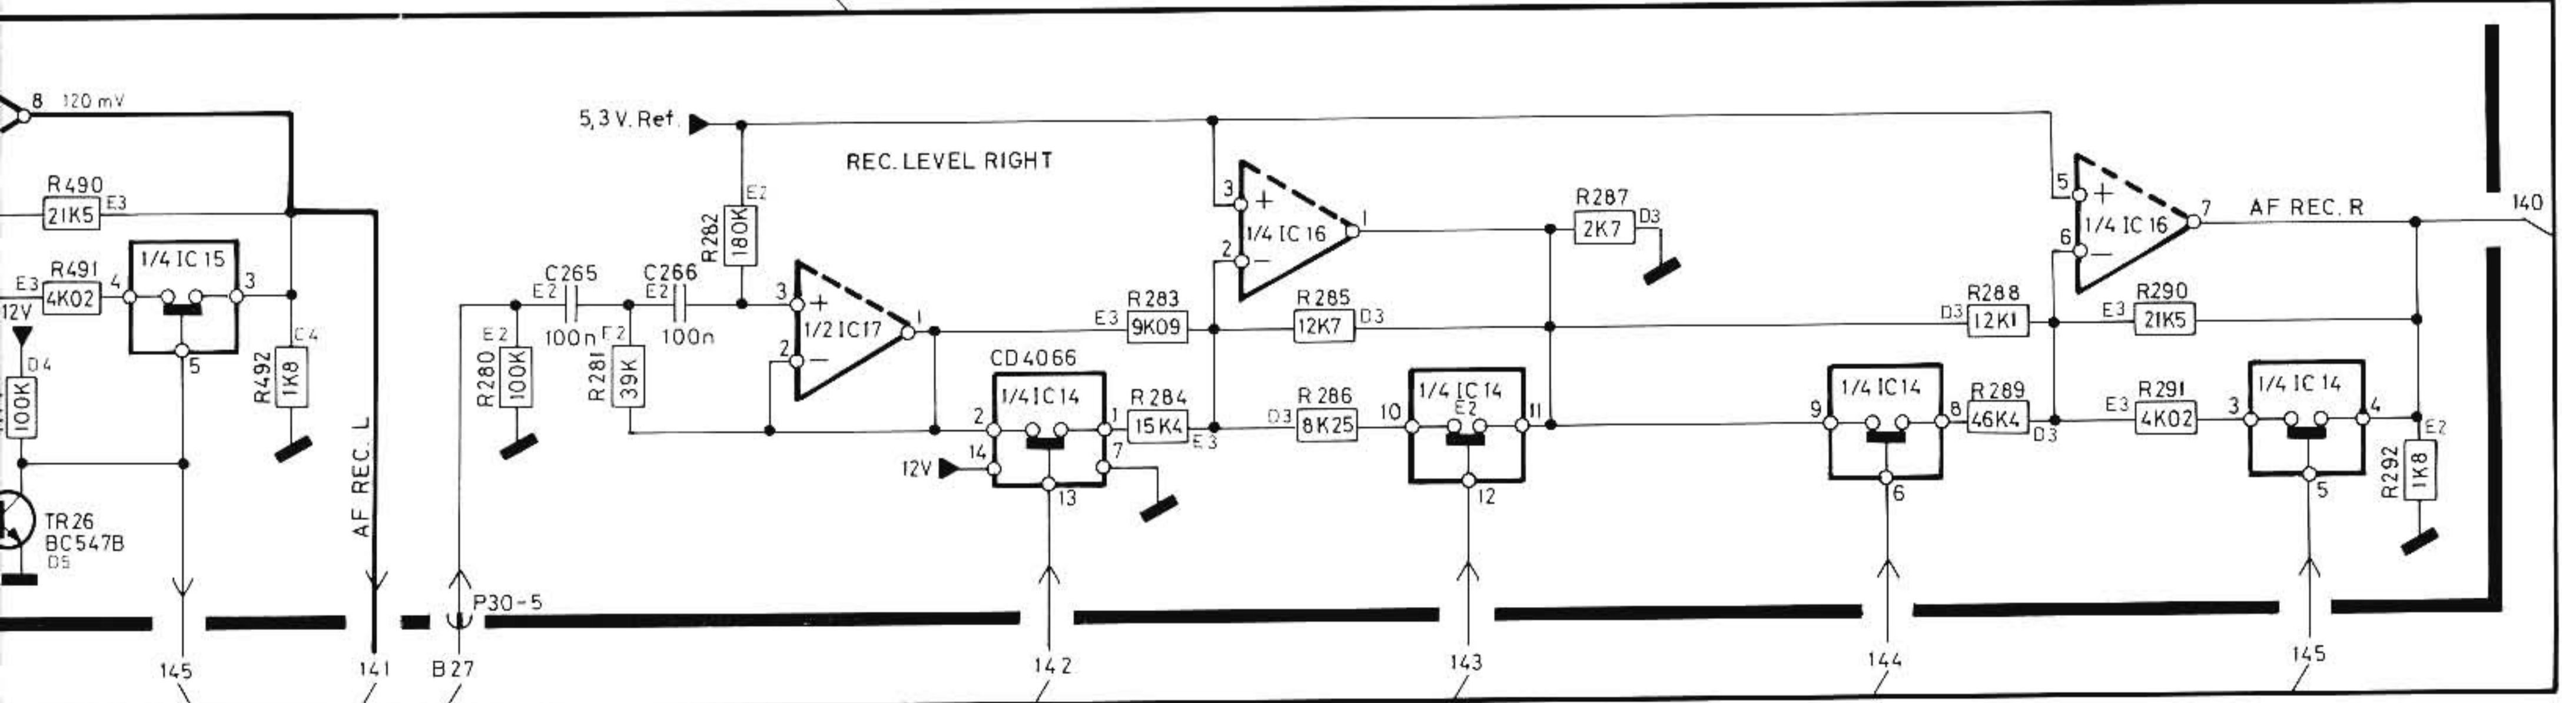 8 120 mV
R490
21K5 E3
1/4 IC 15
E3 R491
4K02 4 3
12V
5
D4
100K
C4
R492
1K8
TR26
BC547B
D5
AF REC. L
145
141
B27
P30-5
5,3 V. Ref.
REC. LEVEL RIGHT
E2
R282
180K
C265
E2
100n
C266
E2
100n
E2
R280
100K
E2
R281
39K
3 +
1/2 IC17 1
2 −
CD4066
1/4 IC14
2 1
14 7
12V
13
142
R283
E3 9K09
R284
15K4
E3
3 +
1/4 IC 16 1
2 −
R285
12K7 D3
R286
D3 8K25
R287
2K7 D3
1/4 IC 14
E2
10 11
12
143
1/4 IC14
9 8
6
144
R288
D3 12K1
R289
46K4
D3
5 +
1/4 IC 16 7
6 −
AF REC. R
140
R290
E3 21K5
R291
E3 4K02
1/4 IC 14
3 4
5
145
E2
R292
1K8